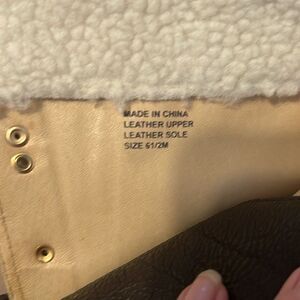 MADE IN CHINA
LEATHER UPPER
LEATHER SOLE
SIZE 61/2M